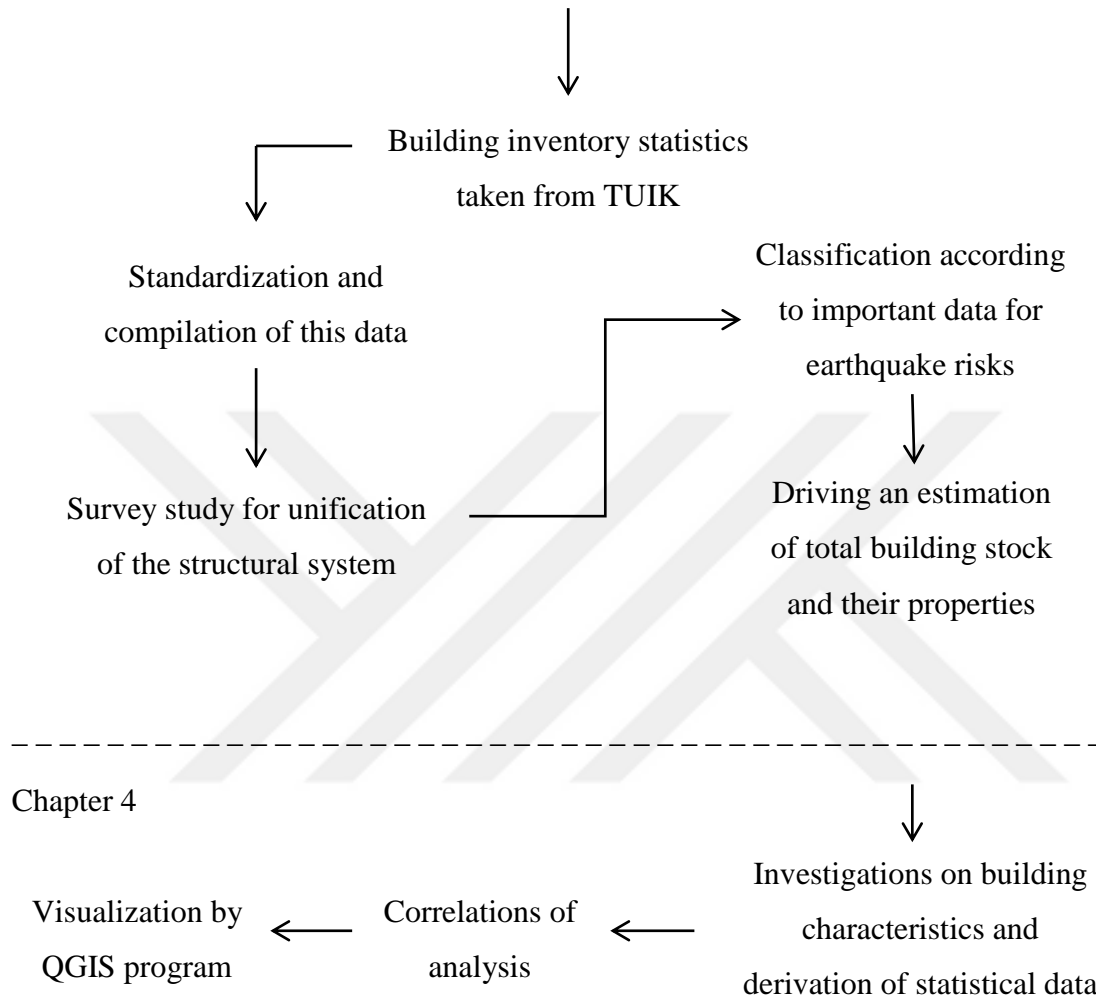 Building inventory statistics
taken from TUIK
Standardization and
compilation of this data
Survey study for unification
of the structural system
Classification according
to important data for
earthquake risks
Driving an estimation
of total building stock
and their properties
Chapter 4
Investigations on building
characteristics and
derivation of statistical data
Correlations of
analysis
Visualization by
QGIS program